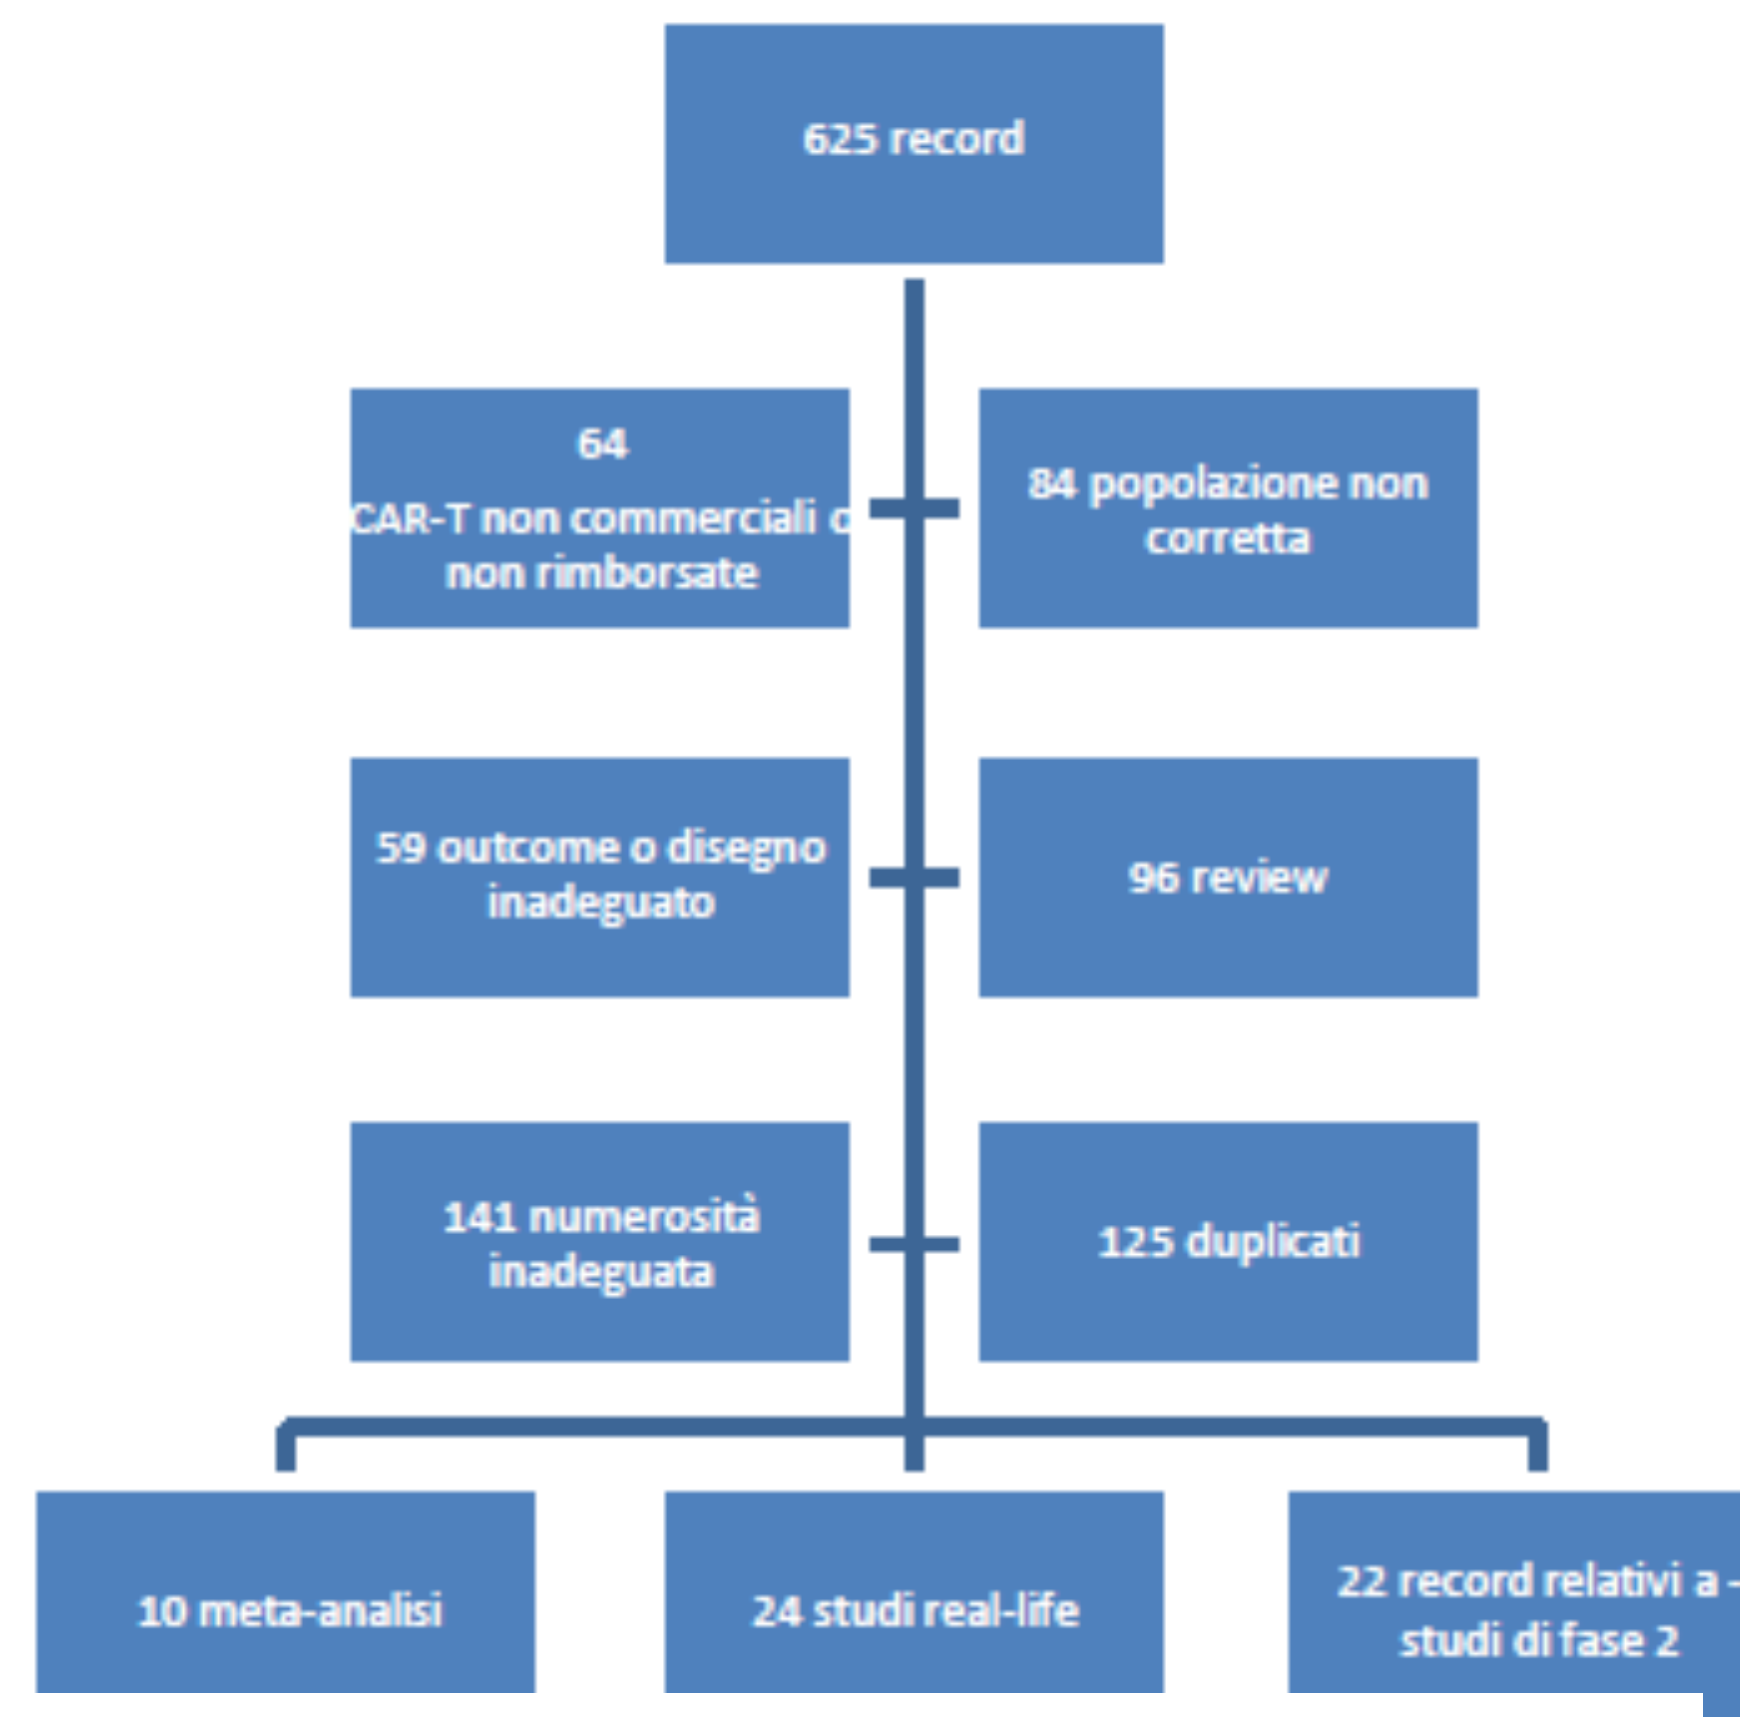 625 record
64
CAR-T non commerciali o
non rimborsate
84 popolazione non
corretta
59 outcome o disegno
inadeguato
96 review
141 numerosità
inadeguata
125 duplicati
10 meta-analisi
24 studi real-life
22 record relativi a
studi di fase 2